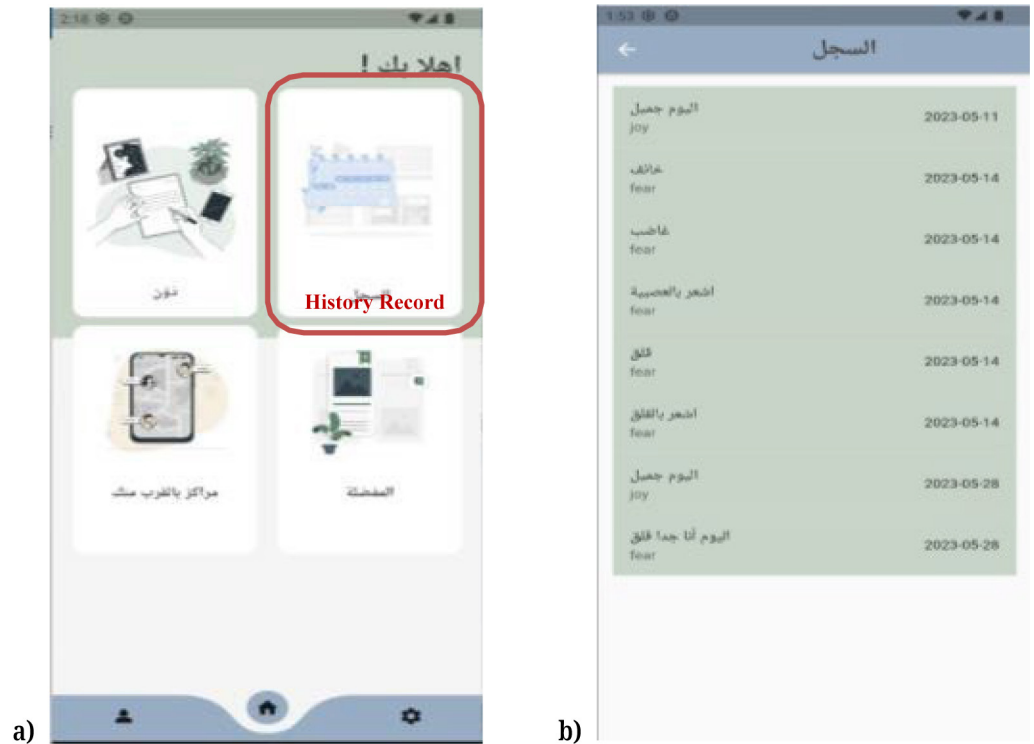 2:18
اهلا بك !
دوّن
السجل
History Record
مراكز بالقرب منك
المفضلة
a)
1:53
السجل
اليوم جميل
joy
2023-05-11
خائف
fear
2023-05-14
غاضب
fear
2023-05-14
اشعر بالعصبية
fear
2023-05-14
قلق
fear
2023-05-14
اشعر بالقلق
fear
2023-05-14
اليوم جميل
joy
2023-05-28
اليوم أنا جدا قلق
fear
2023-05-28
b)